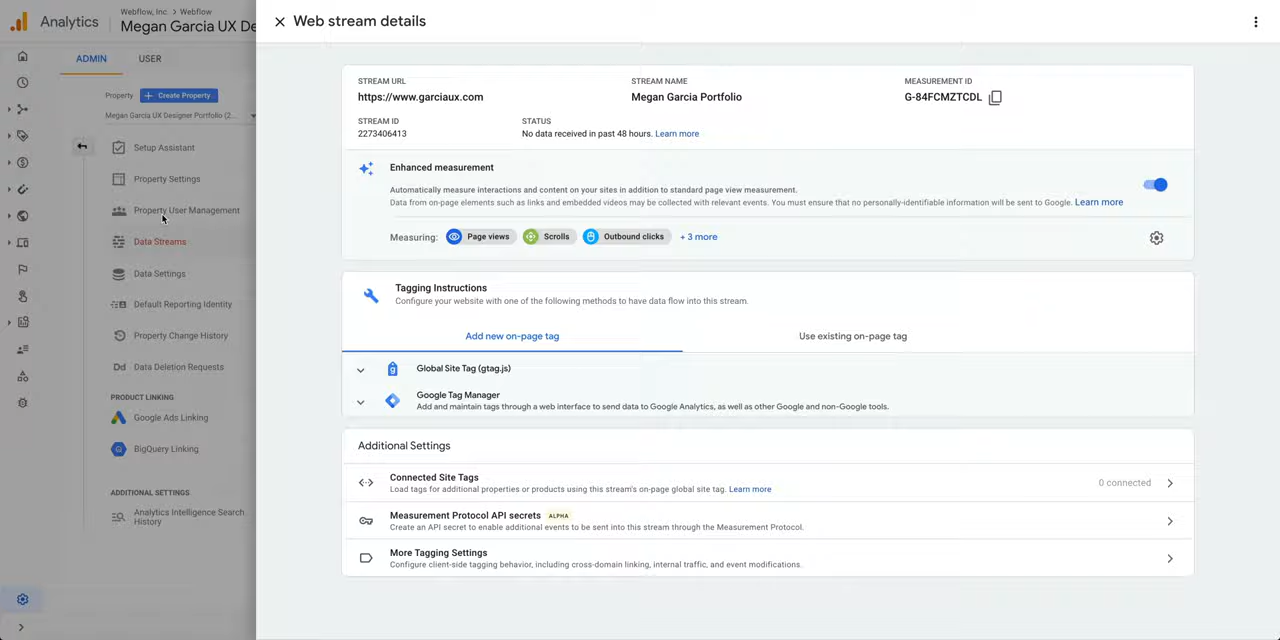 Analytics
Webflow, Inc. > Webflow
Megan Garcia UX De
ADMIN
USER
Property
Create Property
Megan Garcia UX Designer Portfolio (2...
Setup Assistant
Property Settings
Property User Management
Data Streams
Data Settings
Default Reporting Identity
Property Change History
Dd Data Deletion Requests
PRODUCT LINKING
Google Ads Linking
BigQuery Linking
ADDITIONAL SETTINGS
Analytics Intelligence Search
History
Web stream details
STREAM URL
https://www.garciaux.com
STREAM NAME
Megan Garcia Portfolio
MEASUREMENT ID
G-84FCMZTCDL
STREAM ID
2273406413
STATUS
No data received in past 48 hours. Learn more
Enhanced measurement
Automatically measure interactions and content on your sites in addition to standard page view measurement.
Data from on-page elements such as links and embedded videos may be collected with relevant events. You must ensure that no personally-identifiable information will be sent to Google. Learn more
Measuring: Page views Scrolls Outbound clicks + 3 more
Tagging Instructions
Configure your website with one of the following methods to have data flow into this stream.
Add new on-page tag
Use existing on-page tag
Global Site Tag (gtag.js)
Google Tag Manager
Add and maintain tags through a web interface to send data to Google Analytics, as well as other Google and non-Google tools.
Additional Settings
Connected Site Tags
Load tags for additional properties or products using this stream's on-page global site tag. Learn more
0 connected
Measurement Protocol API secrets ALPHA
Create an API secret to enable additional events to be sent into this stream through the Measurement Protocol.
More Tagging Settings
Configure client-side tagging behavior, including cross-domain linking, internal traffic, and event modifications.